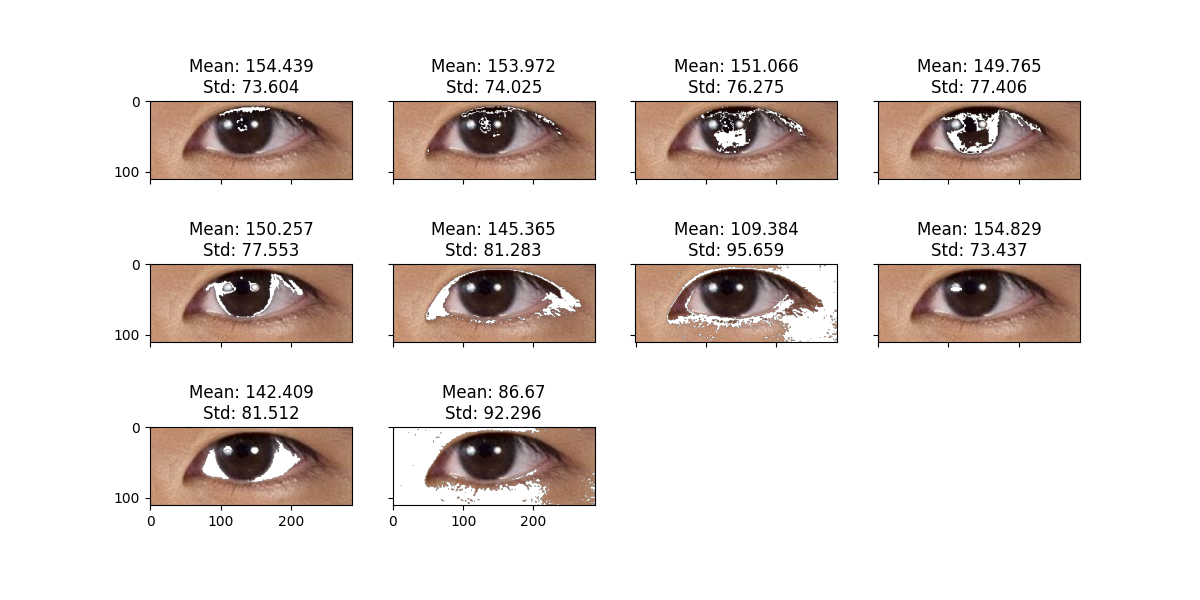 Mean: 154.439
Std: 73.604
Mean: 153.972
Std: 74.025
Mean: 151.066
Std: 76.275
Mean: 149.765
Std: 77.406
0
100
Mean: 150.257
Std: 77.553
Mean: 145.365
Std: 81.283
Mean: 109.384
Std: 95.659
Mean: 154.829
Std: 73.437
0
100
Mean: 142.409
Std: 81.512
Mean: 86.67
Std: 92.296
0
100
0 100 200
0 100 200